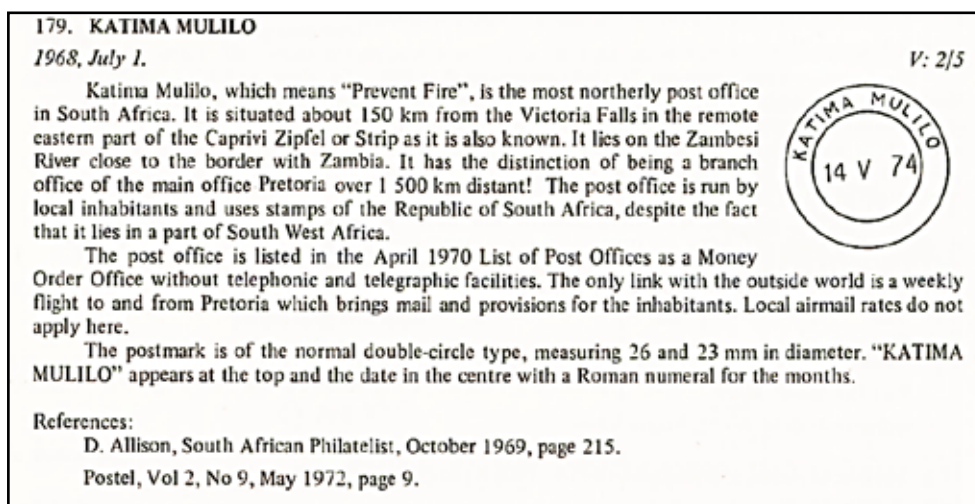 179. KATIMA MULILO
1968, July 1.
V: 2/5
Katima Mulilo, which means “Prevent Fire”, is the most northerly post office
in South Africa. It is situated about 150 km from the Victoria Falls in the remote
eastern part of the Caprivi Zipfel or Strip as it is also known. It lies on the Zambesi
River close to the border with Zambia. It has the distinction of being a branch
office of the main office Pretoria over 1 500 km distant! The post office is run by
local inhabitants and uses stamps of the Republic of South Africa, despite the fact
that it lies in a part of South West Africa.
KATIMA MULILO
14 V 74
The post office is listed in the April 1970 List of Post Offices as a Money
Order Office without telephonic and telegraphic facilities. The only link with the outside world is a weekly
flight to and from Pretoria which brings mail and provisions for the inhabitants. Local airmail rates do not
apply here.
The postmark is of the normal double-circle type, measuring 26 and 23 mm in diameter. “KATIMA
MULILO” appears at the top and the date in the centre with a Roman numeral for the months.
References:
D. Allison, South African Philatelist, October 1969, page 215.
Postel, Vol 2, No 9, May 1972, page 9.